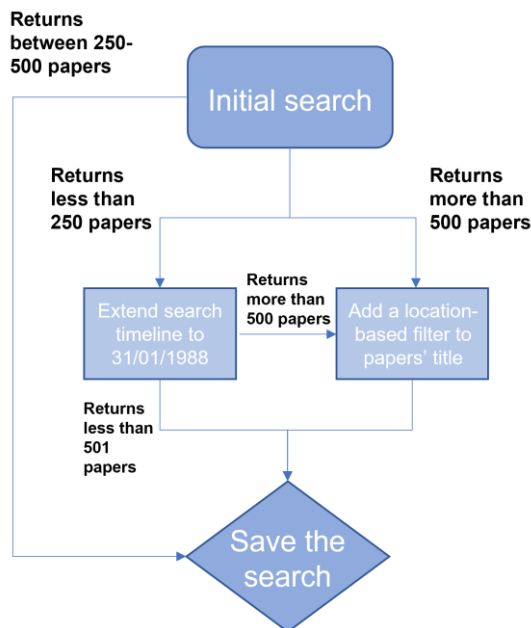 Returns
between 250-
500 papers
Initial search
Returns
less than
250 papers
Returns
more than
500 papers
Extend search
timeline to
31/01/1988
Returns
more than
500 papers
Add a location-
based filter to
papers’ title
Returns
less than
501
papers
Save the
search